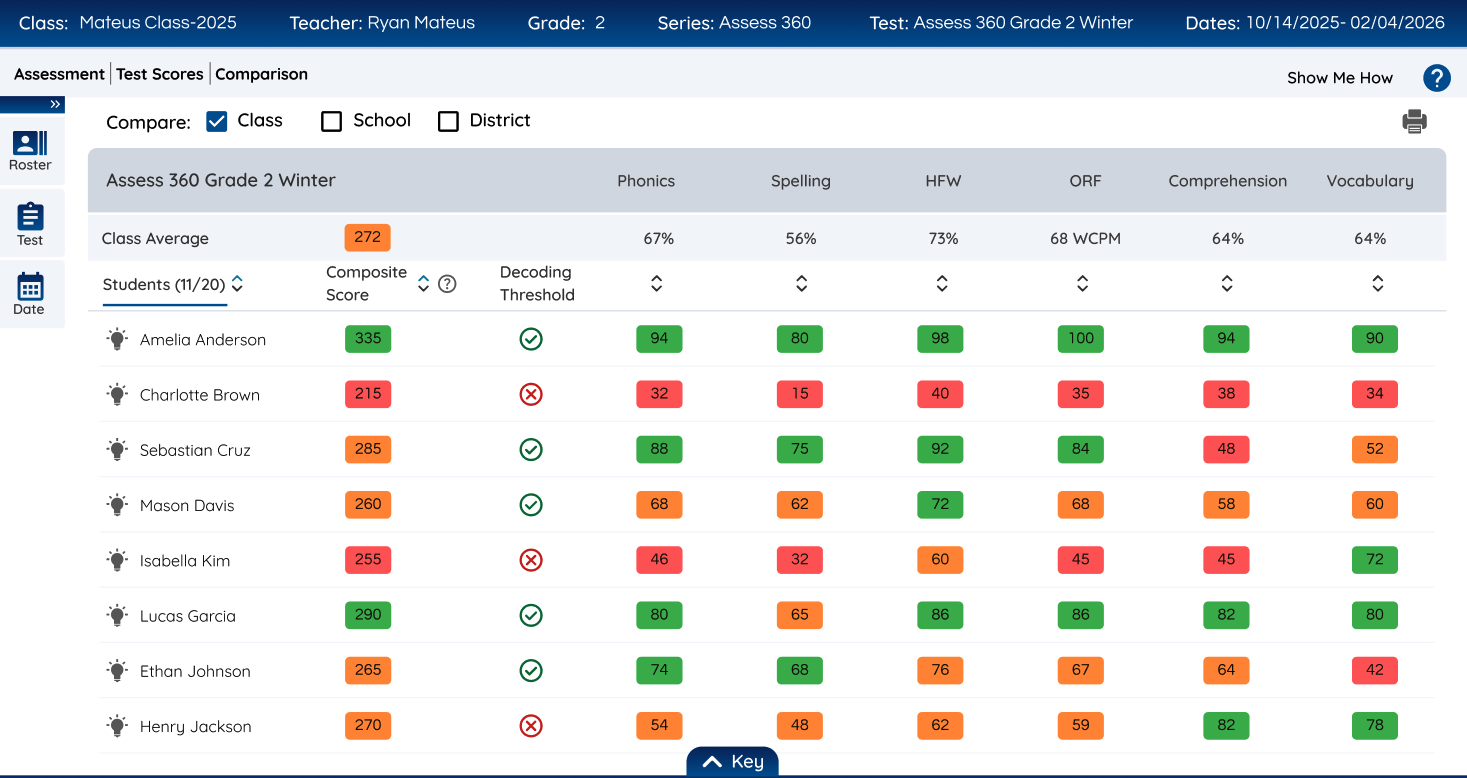 Class: Mateus Class-2025 Teacher: Ryan Mateus Grade: 2 Series: Assess 360 Test: Assess 360 Grade 2 Winter Dates: 10/14/2025- 02/04/2026
Assessment Test Scores Comparison Show Me How ?
Compare: Class School District
Roster
Test
Date
Assess 360 Grade 2 Winter Phonics Spelling HFW ORF Comprehension Vocabulary
Class Average 272 67% 56% 73% 68 WCPM 64% 64%
Students (11/20) Composite Score ? Decoding Threshold
Amelia Anderson 335 94 80 98 100 94 90
Charlotte Brown 215 32 15 40 35 38 34
Sebastian Cruz 285 88 75 92 84 48 52
Mason Davis 260 68 62 72 68 58 60
Isabella Kim 255 46 32 60 45 45 72
Lucas Garcia 290 80 65 86 86 82 80
Ethan Johnson 265 74 68 76 67 64 42
Henry Jackson 270 54 48 62 59 82 78
Key